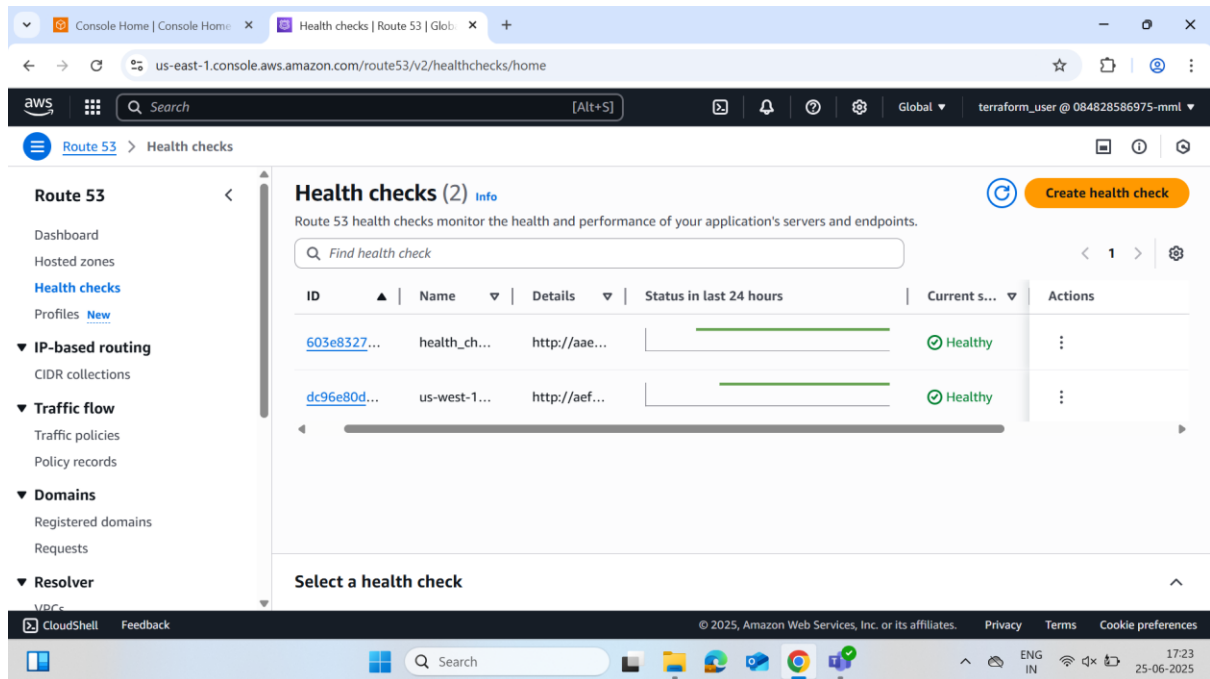 Console Home | Console Home
Health checks | Route 53 | Glob
us-east-1.console.aws.amazon.com/route53/v2/healthchecks/home
aws
Search
[Alt+S]
Global
terraform_user @ 084828586975-mml
Route 53 > Health checks
Route 53
Dashboard
Hosted zones
Health checks
Profiles New
IP-based routing
CIDR collections
Traffic flow
Traffic policies
Policy records
Domains
Registered domains
Requests
Resolver
VPCs
Health checks (2) Info
Create health check
Route 53 health checks monitor the health and performance of your application's servers and endpoints.
Find health check
1
ID Name Details Status in last 24 hours Current s... Actions
603e8327... health_ch... http://aae... Healthy
dc96e80d... us-west-1... http://aef... Healthy
Select a health check
CloudShell Feedback © 2025, Amazon Web Services, Inc. or its affiliates. Privacy Terms Cookie preferences
Search
ENG
IN
17:23
25-06-2025